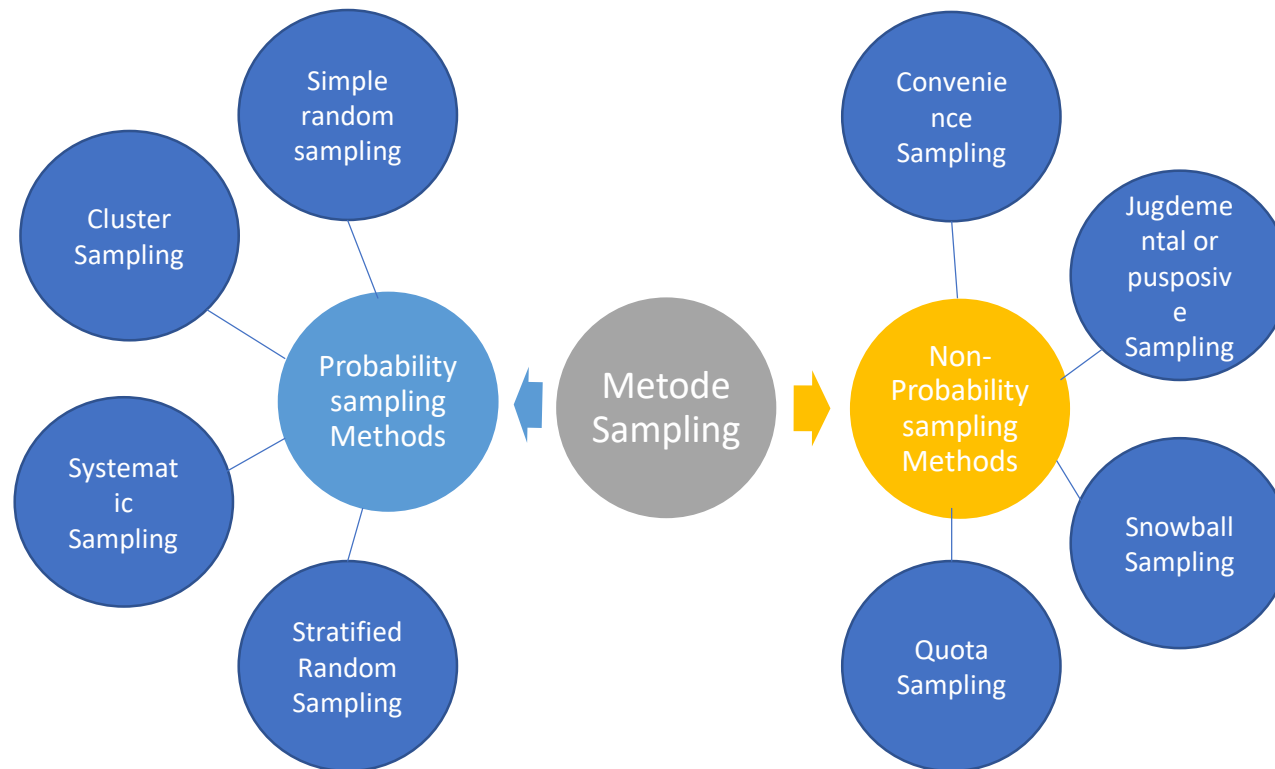 Simple
random
sampling
Cluster
Sampling
Probability
sampling
Methods
Systemat
ic
Sampling
Stratified
Random
Sampling
Metode
Sampling
Convenie
nce
Sampling
Jugdeme
ntal or
pusposiv
e
Sampling
Non-
Probability
sampling
Methods
Snowball
Sampling
Quota
Sampling